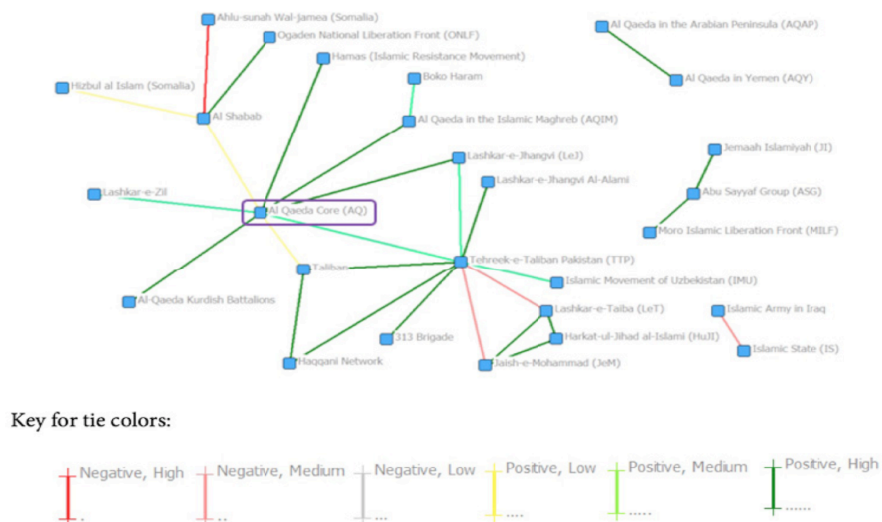 Ahlu-sunah Wal-Jamea (Somalia)
Ogaden National Liberation Front (ONLF)
Hamas (Islamic Resistance Movement)
Al Qaeda in the Arabian Peninsula (AQAP)
Boko Haram
Al Qaeda in Yemen (AQY)
Hizbul al Islam (Somalia)
Al Shabab
Al Qaeda in the Islamic Maghreb (AQIM)
Jemaah Islamiyah (JI)
Lashkar-e-Jhangvi (LeJ)
Lashkar-e-Jhangvi Al-Alami
Lashkar-e-Zil
Abu Sayyaf Group (ASG)
Al Qaeda Core (AQ)
Moro Islamic Liberation Front (MILF)
Tehreek-e-Taliban Pakistan (TTP)
Taliban
Islamic Movement of Uzbekistan (IMU)
Al-Qaeda Kurdish Battalions
Lashkar-e-Taiba (LeT)
Islamic Army in Iraq
313 Brigade
Harkat-ul-Jihad al-Islami (HuJI)
Islamic State (IS)
Haqqani Network
Jaish-e-Mohammad (JeM)
Key for tie colors:
Negative, High
Negative, Medium
Negative, Low
Positive, Low
Positive, Medium
Positive, High
. .. ... .... ..... ......